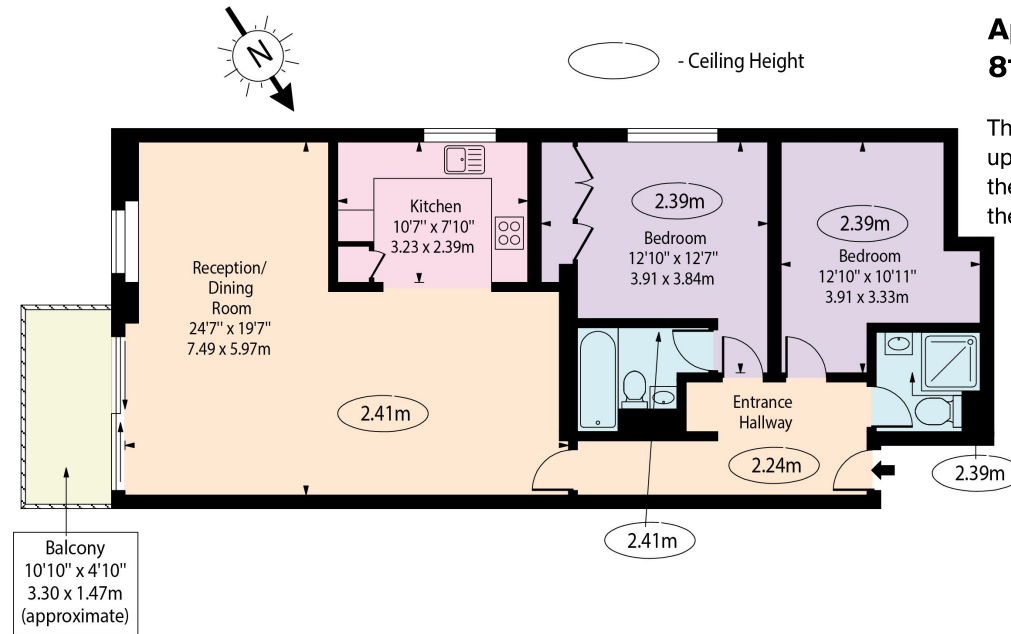 N
- Ceiling Height
Ap
8
Th
up
the
the
Kitchen
10'7" x 7'10"
3.23 x 2.39m
2.39m
Bedroom
12'10" x 12'7"
3.91 x 3.84m
2.39m
Bedroom
12'10" x 10'11"
3.91 x 3.33m
Reception/
Dining
Room
24'7" x 19'7"
7.49 x 5.97m
2.41m
Entrance
Hallway
2.24m
2.39m
2.41m
Balcony
10'10" x 4'10"
3.30 x 1.47m
(approximate)